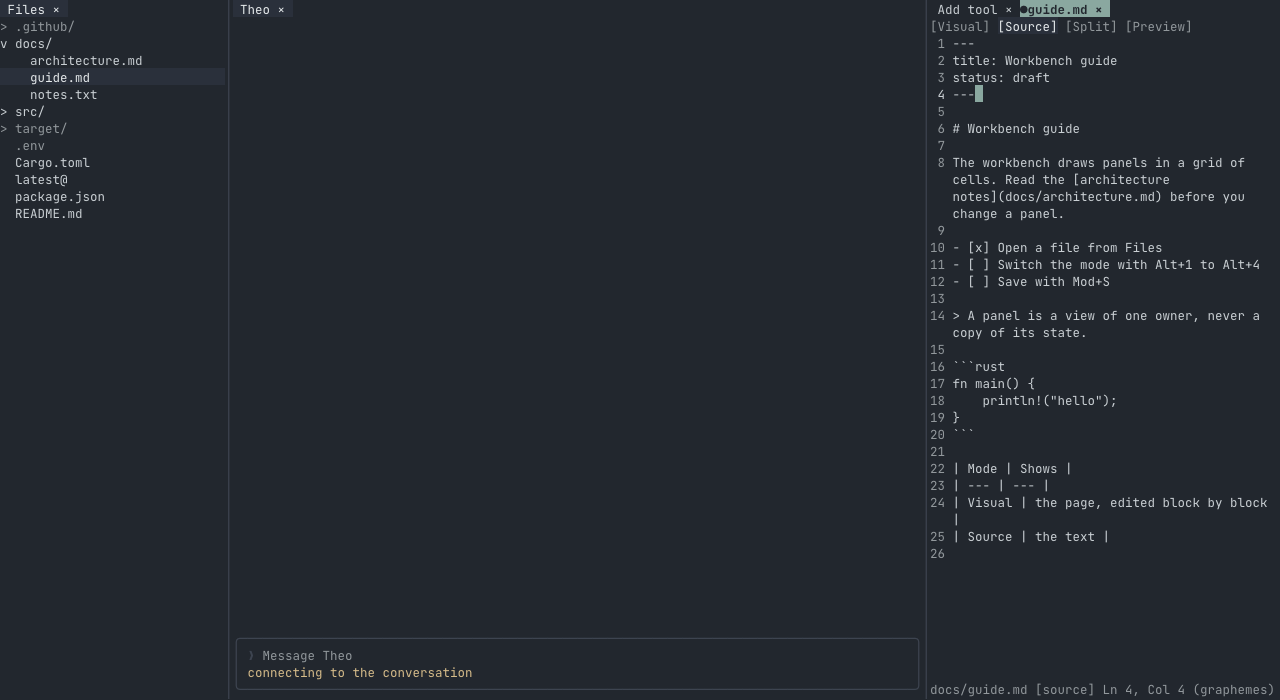 Files ×
> .github/
v docs/
architecture.md
guide.md
notes.txt
> src/
> target/
.env
Cargo.toml
latest@
package.json
README.md
Theo ×
❭ Message Theo
connecting to the conversation
Add tool × ●guide.md ×
[Visual] [Source] [Split] [Preview]
1 ---
2 title: Workbench guide
3 status: draft
4 ---
5
6 # Workbench guide
7
8 The workbench draws panels in a grid of
cells. Read the [architecture
notes](docs/architecture.md) before you
change a panel.
9
10 - [x] Open a file from Files
11 - [ ] Switch the mode with Alt+1 to Alt+4
12 - [ ] Save with Mod+S
13
14 > A panel is a view of one owner, never a
copy of its state.
15
16 ```rust
17 fn main() {
18     println!("hello");
19 }
20 ```
21
22 | Mode | Shows |
23 | --- | --- |
24 | Visual | the page, edited block by block
|
25 | Source | the text |
26
docs/guide.md [source] Ln 4, Col 4 (graphemes)